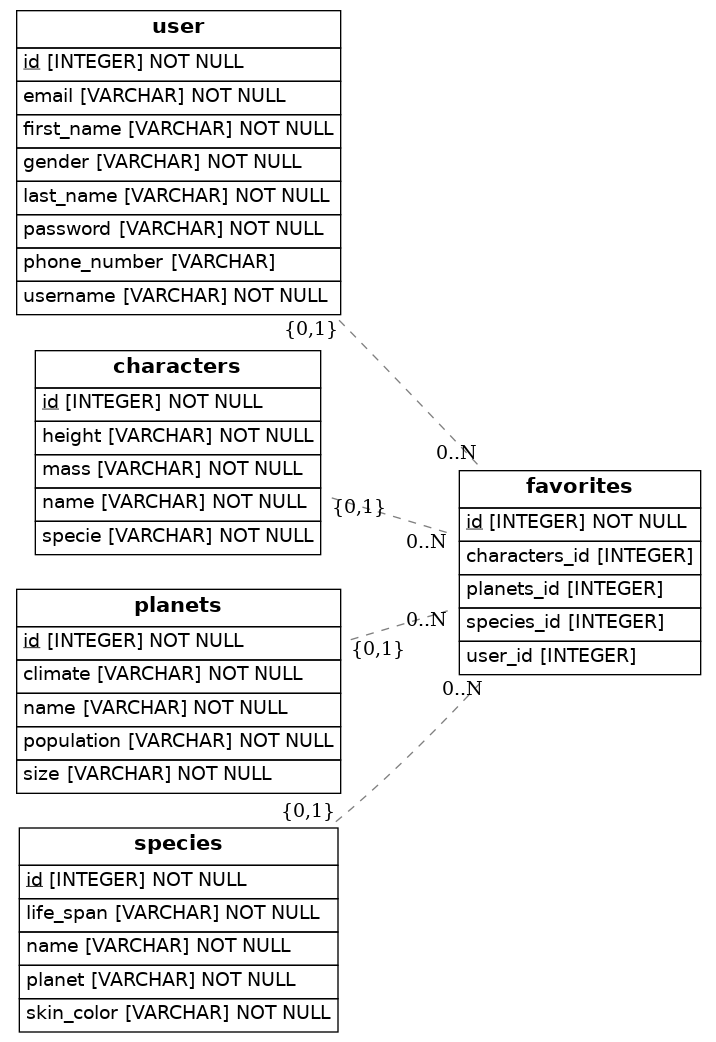 user
id [INTEGER] NOT NULL
email [VARCHAR] NOT NULL
first_name [VARCHAR] NOT NULL
gender [VARCHAR] NOT NULL
last_name [VARCHAR] NOT NULL
password [VARCHAR] NOT NULL
phone_number [VARCHAR]
username [VARCHAR] NOT NULL
{0,1}
0..N
characters
id [INTEGER] NOT NULL
height [VARCHAR] NOT NULL
mass [VARCHAR] NOT NULL
name [VARCHAR] NOT NULL
specie [VARCHAR] NOT NULL
{0,1}
0..N
favorites
id [INTEGER] NOT NULL
characters_id [INTEGER]
planets_id [INTEGER]
species_id [INTEGER]
user_id [INTEGER]
planets
id [INTEGER] NOT NULL
climate [VARCHAR] NOT NULL
name [VARCHAR] NOT NULL
population [VARCHAR] NOT NULL
size [VARCHAR] NOT NULL
0..N
{0,1}
0..N
{0,1}
species
id [INTEGER] NOT NULL
life_span [VARCHAR] NOT NULL
name [VARCHAR] NOT NULL
planet [VARCHAR] NOT NULL
skin_color [VARCHAR] NOT NULL